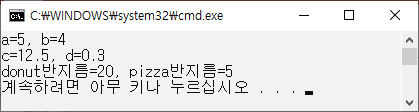 C:\WINDOWS\system32\cmd.exe
a=5, b=4
c=12.5, d=0.3
donut반지름=20, pizza반지름=5
계속하려면 아무 키나 누르십시오 . . .